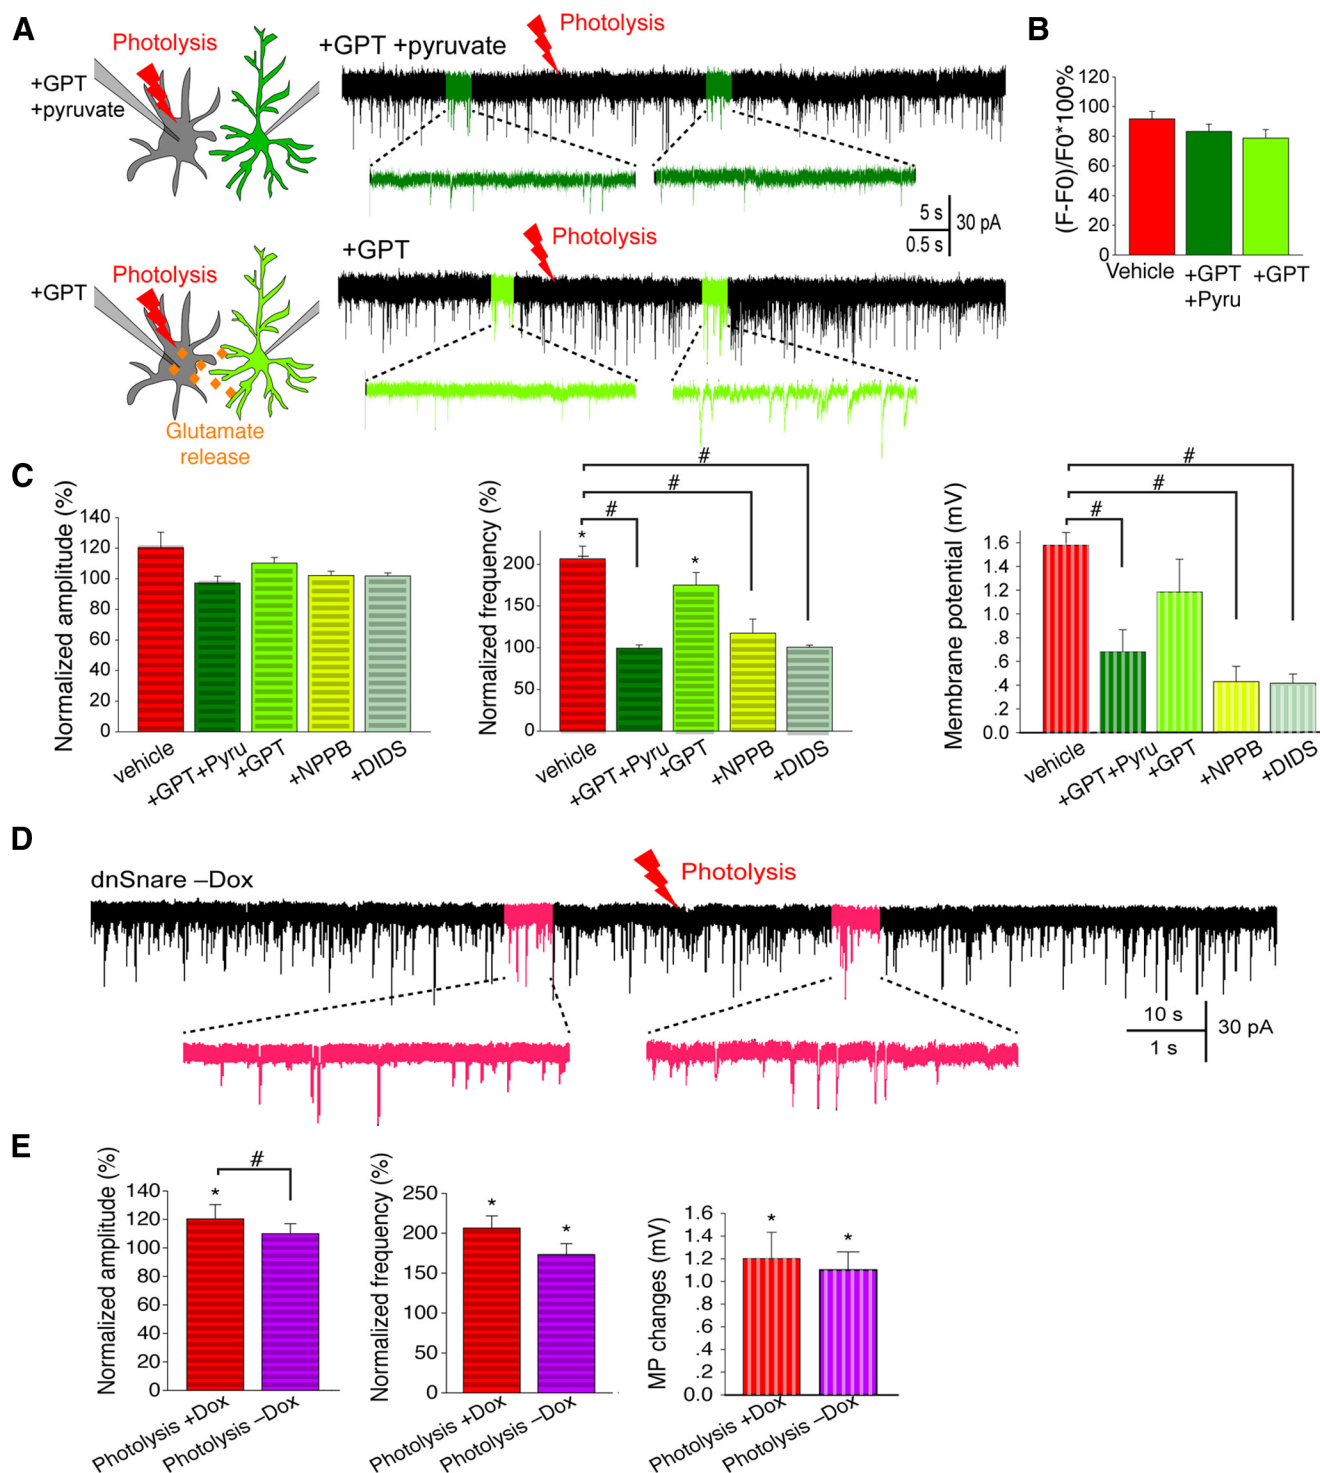 A
Photolysis
+GPT
+pyruvate
+GPT +pyruvate
Photolysis
5 s
0.5 s
30 pA
Photolysis
+GPT
Glutamate
release
+GPT
Photolysis
B
(F-F0)/F0*100%
120
100
80
60
40
20
0
Vehicle
+GPT
+Pyru
+GPT
C
Normalized amplitude (%)
140
120
100
80
60
40
20
0
vehicle
+GPT+Pyru
+GPT
+NPPB
+DIDS
Normalized frequency (%)
200
150
100
50
0
*
*
#
#
#
vehicle
+GPT+Pyru
+GPT
+NPPB
+DIDS
Membrane potential (mV)
1.6
1.4
1.2
1.0
.8
.6
.4
.2
0.0
#
#
#
vehicle
+GPT+Pyru
+GPT
+NPPB
+DIDS
D
dnSnare –Dox
Photolysis
10 s
1 s
30 pA
E
Normalized amplitude (%)
140
120
100
80
60
40
20
0
*
#
Photolysis +Dox
Photolysis –Dox
Normalized frequency (%)
250
200
150
100
50
0
*
*
Photolysis +Dox
Photolysis –Dox
MP changes (mV)
1.6
1.4
1.2
1.0
.8
.6
.4
.2
0.0
*
*
Photolysis +Dox
Photolysis –Dox